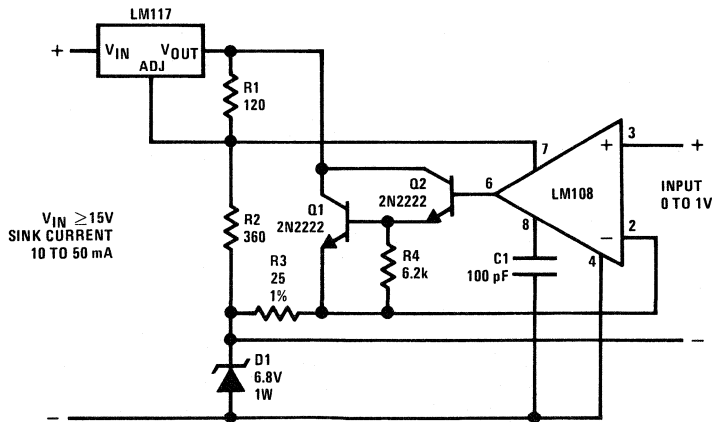 LM117
+
VIN VOUT
ADJ
R1
120
7
3
+
+
Q2
2N2222
6
LM108
INPUT
0 TO 1V
VIN ≥15V
SINK CURRENT
10 TO 50 mA
R2
360
Q1
2N2222
8
−
2
R3
25
1%
R4
6.2k
C1
100 pF
4
−
D1
6.8V
1W
−